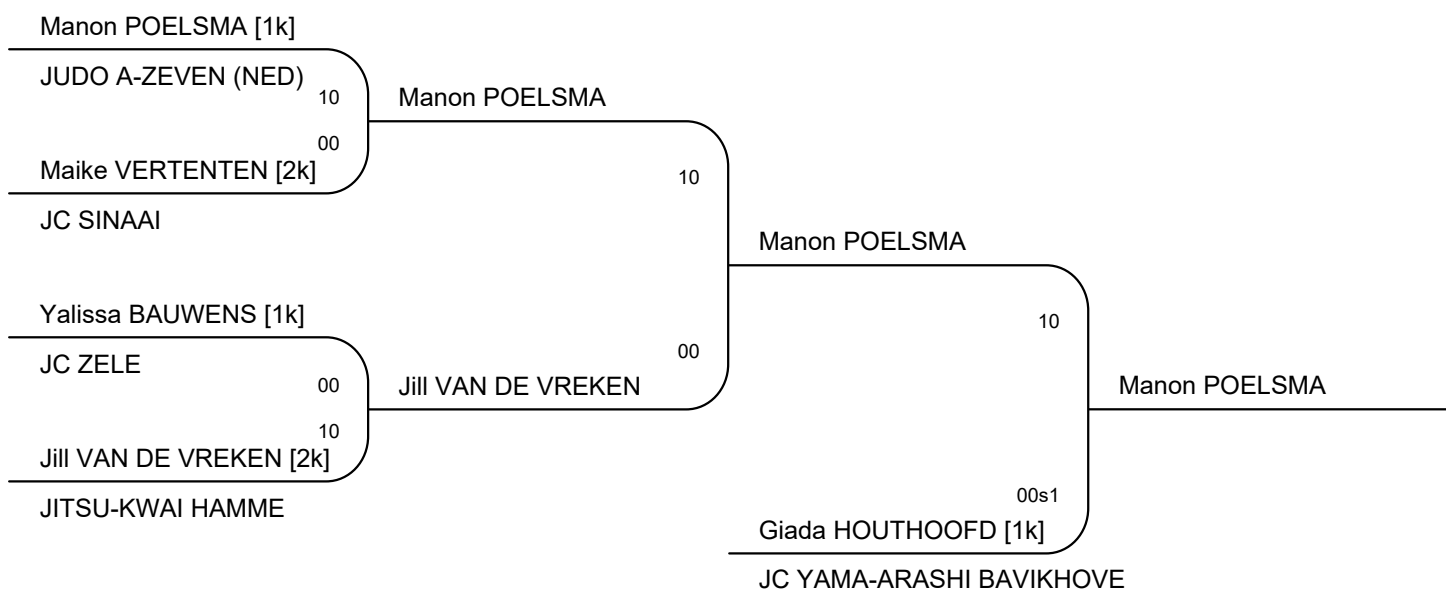 Manon POELSMA [1k]
JUDO A-ZEVEN (NED)
10
Manon POELSMA
00
Maike VERTENTEN [2k]
10
JC SINAAI
Manon POELSMA
Yalissa BAUWENS [1k]
10
JC ZELE
00
00
Jill VAN DE VREKEN
Manon POELSMA
10
Jill VAN DE VREKEN [2k]
00s1
JITSU-KWAI HAMME
Giada HOUTHOOFD [1k]
JC YAMA-ARASHI BAVIKHOVE